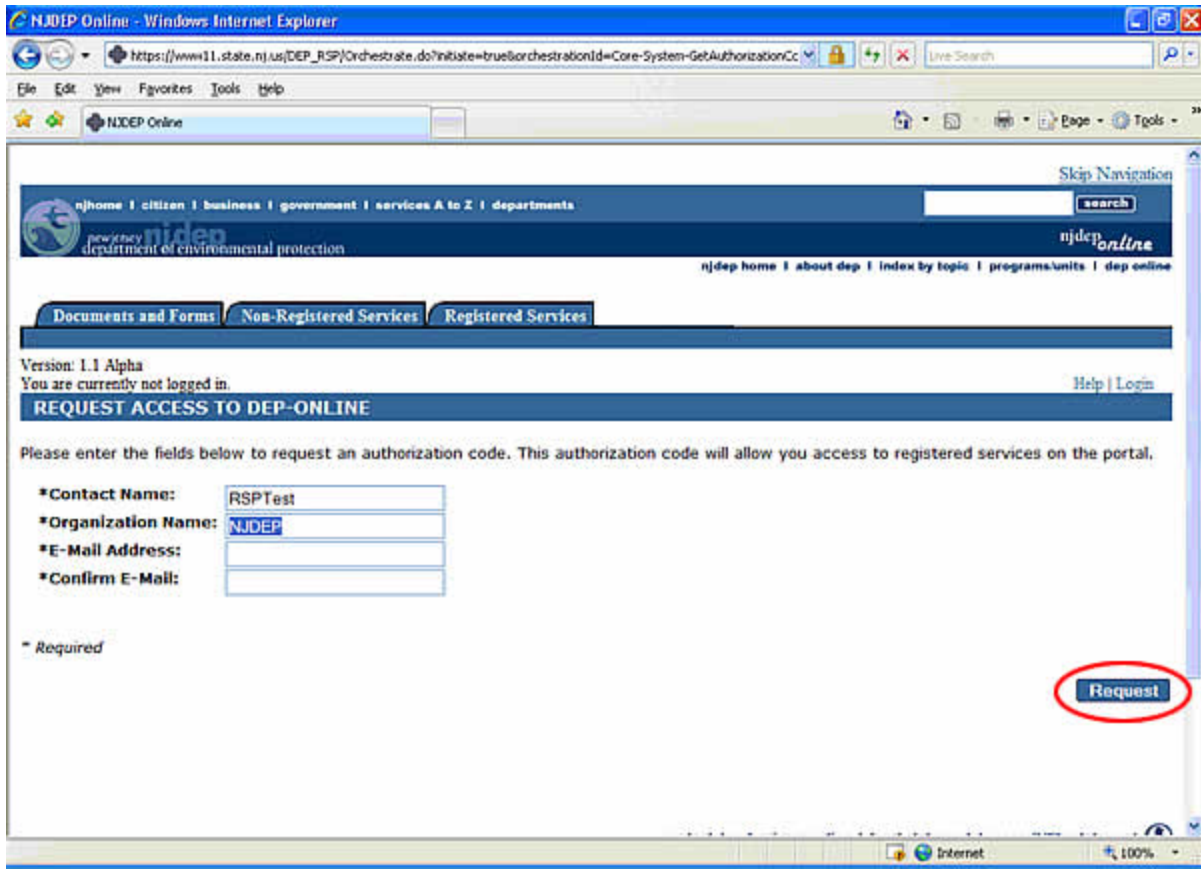 NJDEP Online - Windows Internet Explorer
https://www11.state.nj.us/DEP_RSP/Orchestrate.do?initiate=true&orchestrationId=Core-System-GetAuthorizationCc
Live Search
File Edit View Favorites Tools Help
NJDEP Online
Page Tools
Skip Navigation
njhome | citizen | business | government | services A to Z | departments
search
new jersey njdep
department of environmental protection
njdep online
njdep home | about dep | index by topic | programs/units | dep online
Documents and Forms Non-Registered Services Registered Services
Version: 1.1 Alpha
You are currently not logged in.
Help | Login
REQUEST ACCESS TO DEP-ONLINE
Please enter the fields below to request an authorization code. This authorization code will allow you access to registered services on the portal.
*Contact Name: RSPTest
*Organization Name: NJDEP
*E-Mail Address:
*Confirm E-Mail:
* Required
Request
Internet 100%